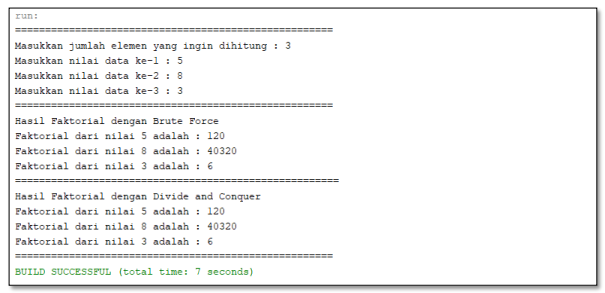 run:
=====================================================
Masukkan jumlah elemen yang ingin dihitung : 3
Masukkan nilai data ke-1 : 5
Masukkan nilai data ke-2 : 8
Masukkan nilai data ke-3 : 3
=====================================================
Hasil Faktorial dengan Brute Force
Faktorial dari nilai 5 adalah : 120
Faktorial dari nilai 8 adalah : 40320
Faktorial dari nilai 3 adalah : 6
======================================================
Hasil Faktorial dengan Divide and Conquer
Faktorial dari nilai 5 adalah : 120
Faktorial dari nilai 8 adalah : 40320
Faktorial dari nilai 3 adalah : 6
=====================================================
BUILD SUCCESSFUL (total time: 7 seconds)